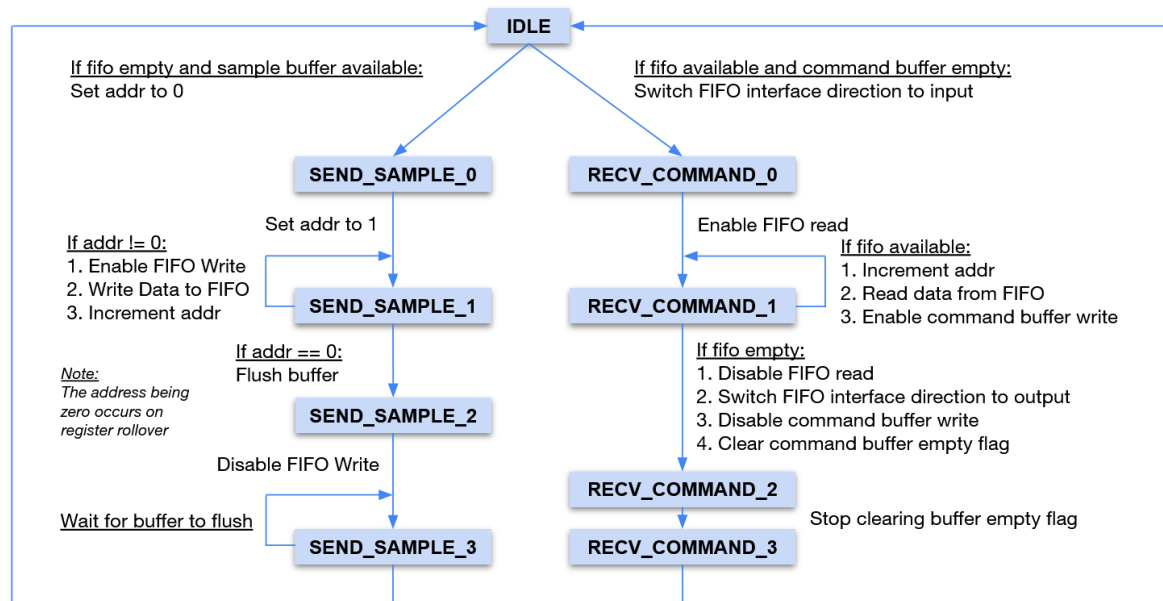 IDLE
If fifo empty and sample buffer available:
Set addr to 0
If fifo available and command buffer empty:
Switch FIFO interface direction to input
SEND_SAMPLE_0
RECV_COMMAND_0
Set addr to 1
Enable FIFO read
If addr != 0:
1. Enable FIFO Write
2. Write Data to FIFO
3. Increment addr
If fifo available:
1. Increment addr
2. Read data from FIFO
3. Enable command buffer write
SEND_SAMPLE_1
RECV_COMMAND_1
If addr == 0:
Flush buffer
If fifo empty:
1. Disable FIFO read
2. Switch FIFO interface direction to output
3. Disable command buffer write
4. Clear command buffer empty flag
Note:
The address being
zero occurs on
register rollover
SEND_SAMPLE_2
Disable FIFO Write
RECV_COMMAND_2
Wait for buffer to flush
Stop clearing buffer empty flag
SEND_SAMPLE_3
RECV_COMMAND_3